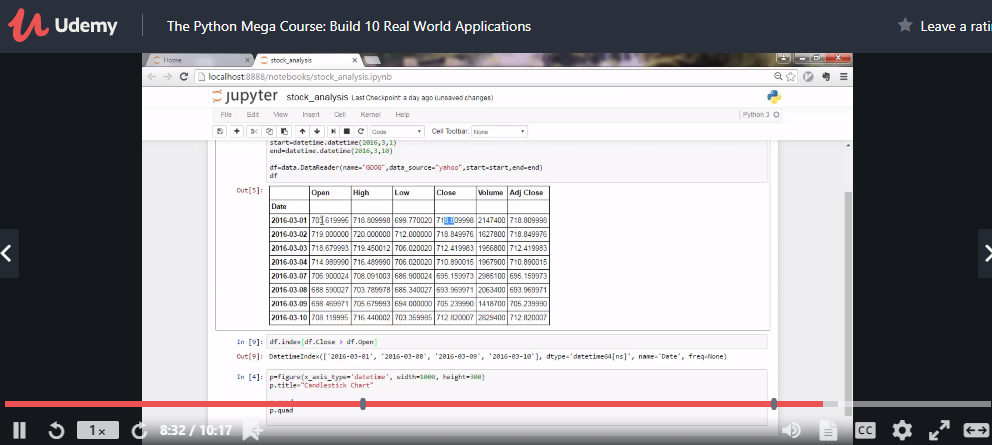 Udemy
The Python Mega Course: Build 10 Real World Applications
Leave a rati
Home
stock_analysis
localhost:8888/notebooks/stock_analysis.ipynb
jupyter stock_analysis Last Checkpoint: a day ago (unsaved changes)
File Edit View Insert Cell Kernel Help
Python 3
Code
Cell Toolbar: None
start=datetime.datetime(2016,3,1)
end=datetime.datetime(2016,3,10)
df=data.DataReader(name="GOOG",data_source="yahoo",start=start,end=end)
df
Out[5]:
Open High Low Close Volume Adj Close
Date
2016-03-01 703.619995 718.809998 699.770020 718.809998 2147400 718.809998
2016-03-02 719.000000 720.000000 712.000000 718.849976 1627800 718.849976
2016-03-03 718.679993 719.450012 706.020020 712.419983 1956800 712.419983
2016-03-04 714.989990 716.489990 706.020020 710.890015 1967900 710.890015
2016-03-07 706.900024 708.091003 686.900024 695.159973 2985100 695.159973
2016-03-08 688.590027 703.789978 685.340027 693.969971 2063400 693.969971
2016-03-09 698.469971 705.679993 694.000000 705.239990 1418700 705.239990
2016-03-10 708.119995 716.440002 703.359985 712.820007 2829400 712.820007
In [9]: df.index[df.Close > df.Open]
Out[9]: DatetimeIndex(['2016-03-01', '2016-03-08', '2016-03-09', '2016-03-10'], dtype='datetime64[ns]', name='Date', freq=None)
In [4]: p=figure(x_axis_type='datetime', width=1000, height=300)
p.title="Candlestick Chart"
p.quad
1x
8:32 / 10:17
CC